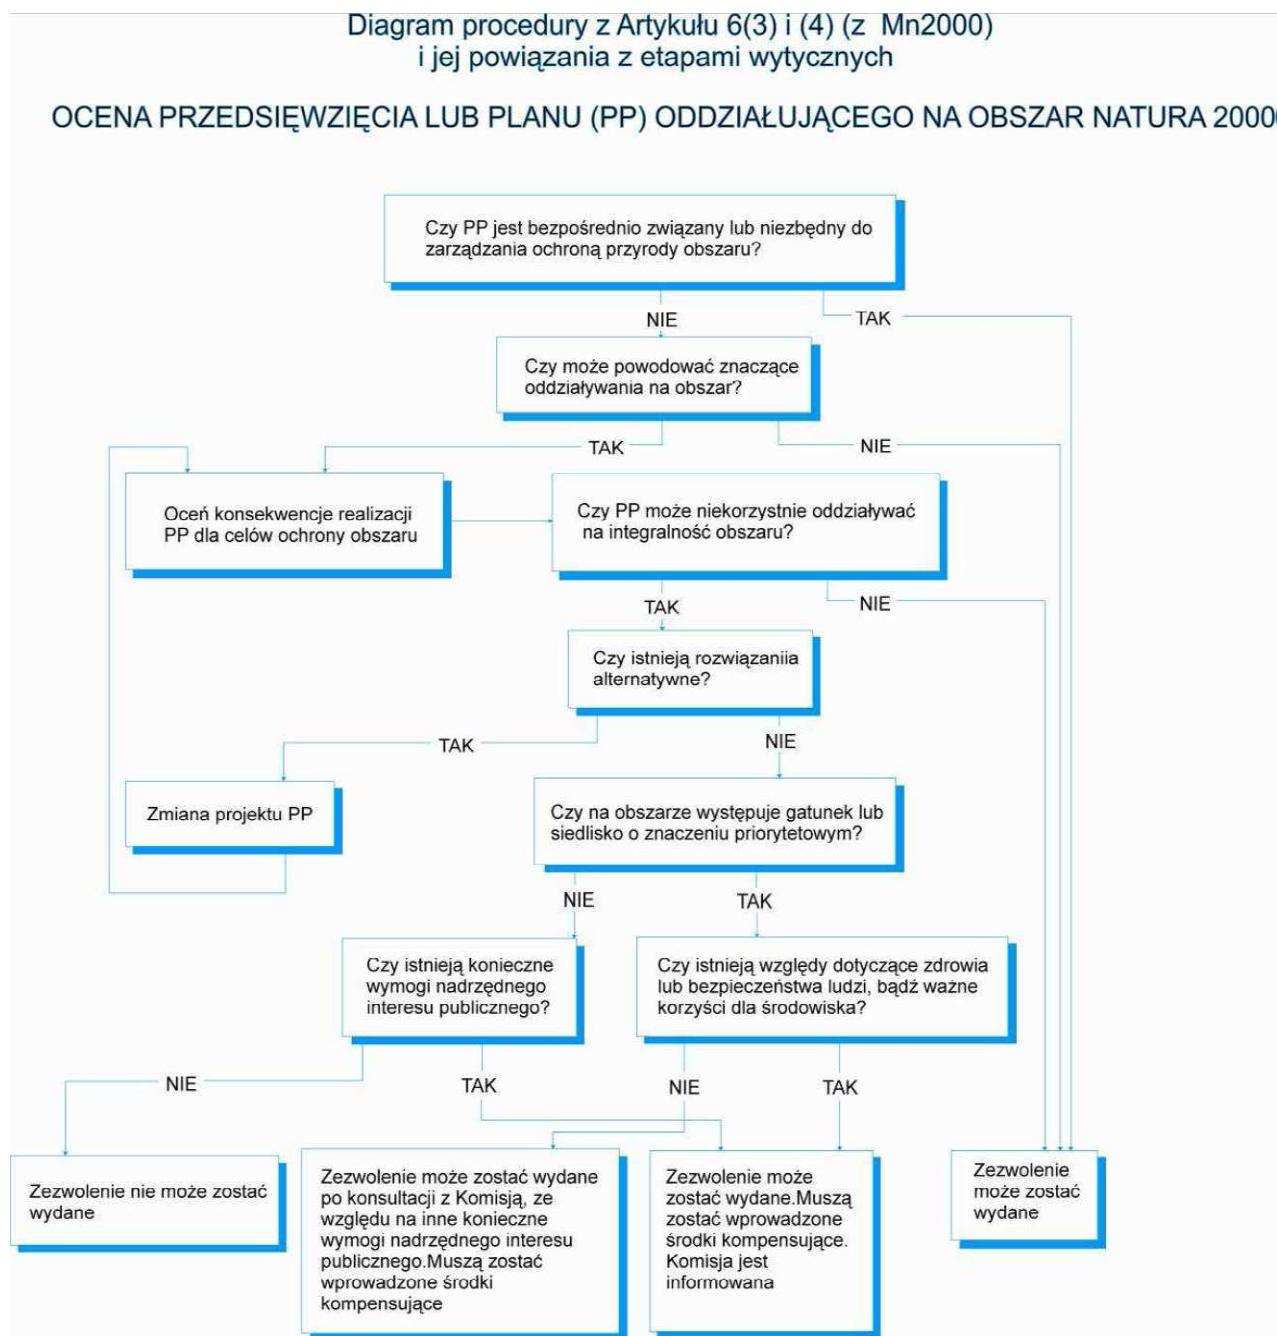 Diagram procedury z Artykułu 6(3) i (4) (z Mn2000)
i jej powiązania z etapami wytycznych
OCENA PRZEDSIĘWZIĘCIA LUB PLANU (PP) ODDZIAŁUJĄCEGO NA OBSZAR NATURA 2000
Czy PP jest bezpośrednio związany lub niezbędny do
zarządzania ochroną przyrody obszaru?
NIE
TAK
Czy może powodować znaczące
oddziaływania na obszar?
TAK
NIE
Oceń konsekwencje realizacji
PP dla celów ochrony obszaru
Czy PP może niekorzystnie oddziaływać
na integralność obszaru?
TAK
NIE
Czy istnieją rozwiązaniia
alternatywne?
TAK
NIE
Zmiana projektu PP
Czy na obszarze występuje gatunek lub
siedlisko o znaczeniu priorytetowym?
NIE
TAK
Czy istnieją konieczne
wymogi nadrzędnego
interesu publicznego?
Czy istnieją względy dotyczące zdrowia
lub bezpieczeństwa ludzi, bądź ważne
korzyści dla środowiska?
NIE
TAK
NIE
TAK
Zezwolenie nie może zostać
wydane
Zezwolenie może zostać wydane
po konsultacji z Komisją, ze
względu na inne konieczne
wymogi nadrzędnego interesu
publicznego.Muszą zostać
wprowadzone środki
kompensujące
Zezwolenie może
zostać wydane.Muszą
zostać wprowadzone
środki kompensujące.
Komisja jest
informowana
Zezwolenie
może zostać
wydane